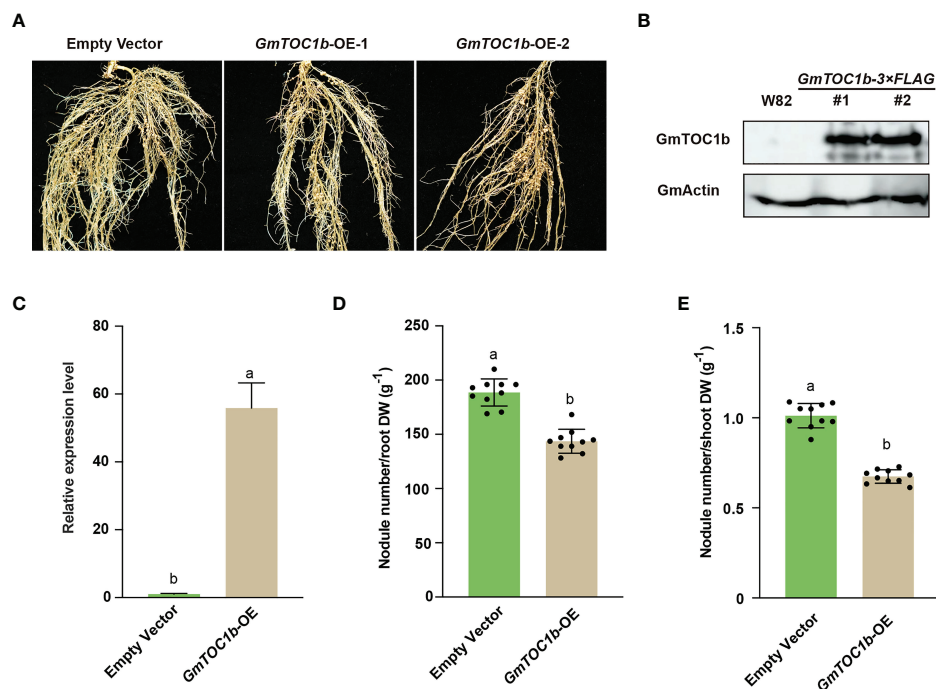 A
Empty Vector
GmTOC1b-OE-1
GmTOC1b-OE-2
B
GmTOC1b-3×FLAG
W82
#1
#2
GmTOC1b
GmActin
C
Relative expression level
80
60
40
20
0
b
a
Empty Vector
GmTOC1b-OE
D
Nodule number/root DW (g⁻¹)
250
200
150
100
50
0
a
b
Empty Vector
GmTOC1b-OE
E
Nodule number/shoot DW (g⁻¹)
1.5
1.0
0.5
0
a
b
Empty Vector
GmTOC1b-OE